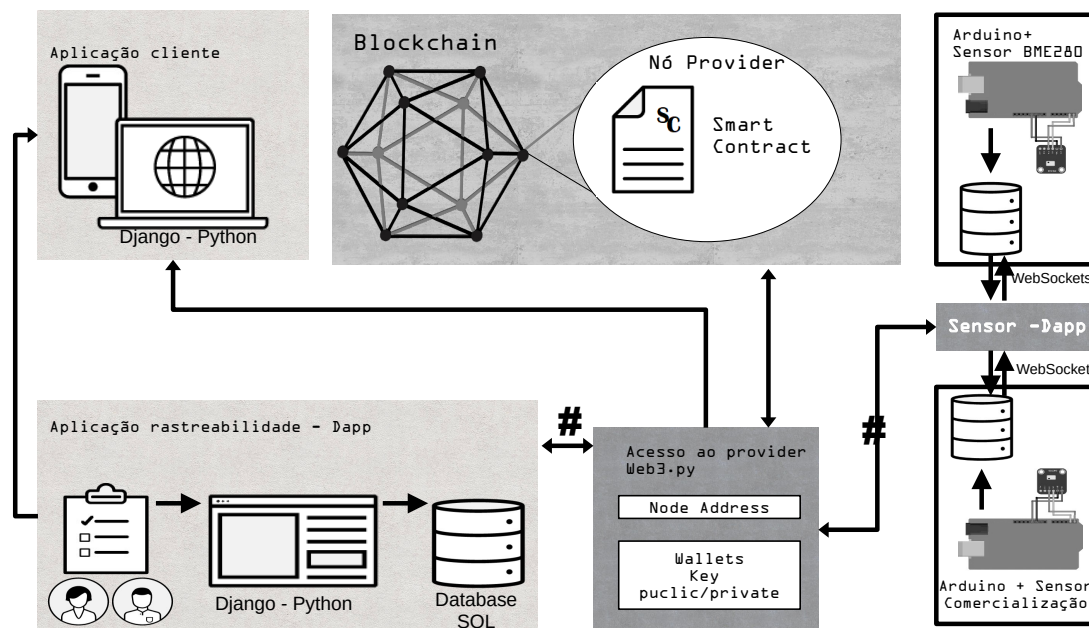 Aplicação cliente
Django - Python
Blockchain
Nó Provider
SC
Smart
Contract
Arduino+
Sensor BME280
WebSockets
Sensor -Dapp
WebSocket
Arduino + Sensor
Comercialização
#
#
Aplicação rastreabilidade - Dapp
Django - Python
Database
SQL
Acesso ao provider
Web3.py
Node Address
Wallets
Key
puclic/private